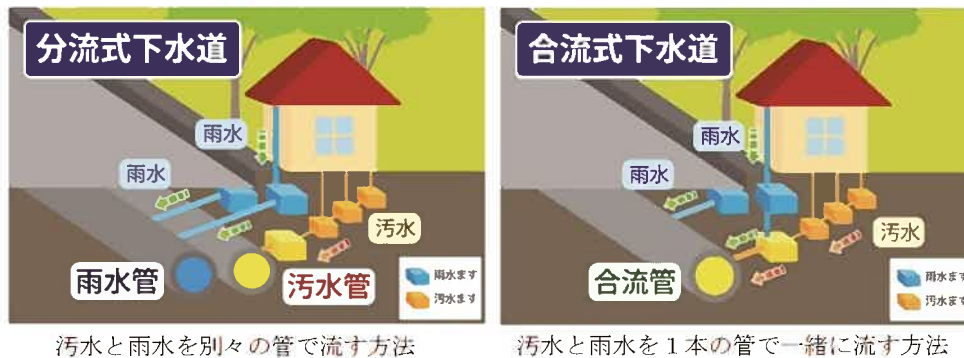 分流式下水道
雨水
雨水
汚水
雨水管
汚水管
雨水ます
汚水ます
汚水と雨水を別々の管で流す方法
合流式下水道
雨水
雨水
汚水
合流管
雨水ます
汚水ます
汚水と雨水を1本の管で一緒に流す方法